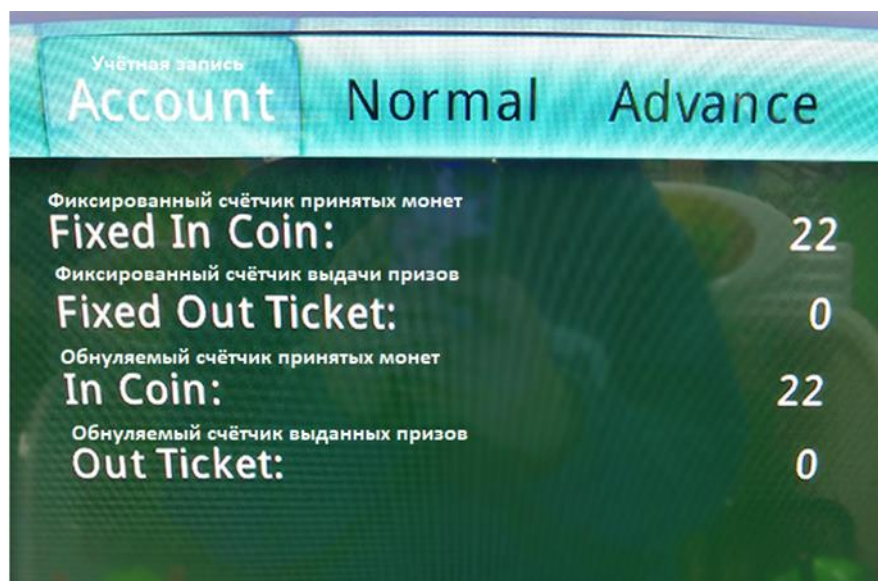 Учётная запись
Account Normal Advance
Фиксированный счётчик принятых монет
Fixed In Coin: 22
Фиксированный счётчик выдачи призов
Fixed Out Ticket: 0
Обнуляемый счётчик принятых монет
In Coin: 22
Обнуляемый счётчик выданных призов
Out Ticket: 0